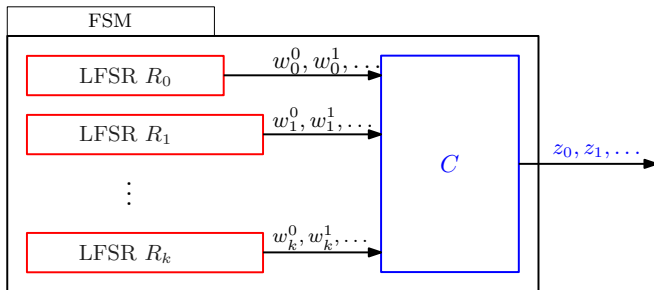 FSM
LFSR R_0
w_0^0, w_0^1, ...
LFSR R_1
w_1^0, w_1^1, ...
C
z_0, z_1, ...
⋮
LFSR R_k
w_k^0, w_k^1, ...